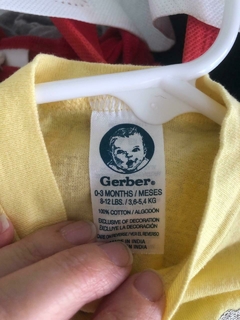 Gerber®
0-3 MONTHS / MESES
8-12 LBS. / 3,6-5,4 KG
100% COTTON / ALGODÓN
EXCLUSIVE OF DECORATION
EXCLUYE LA DECORACIÓN
IN INDIA
INDIA